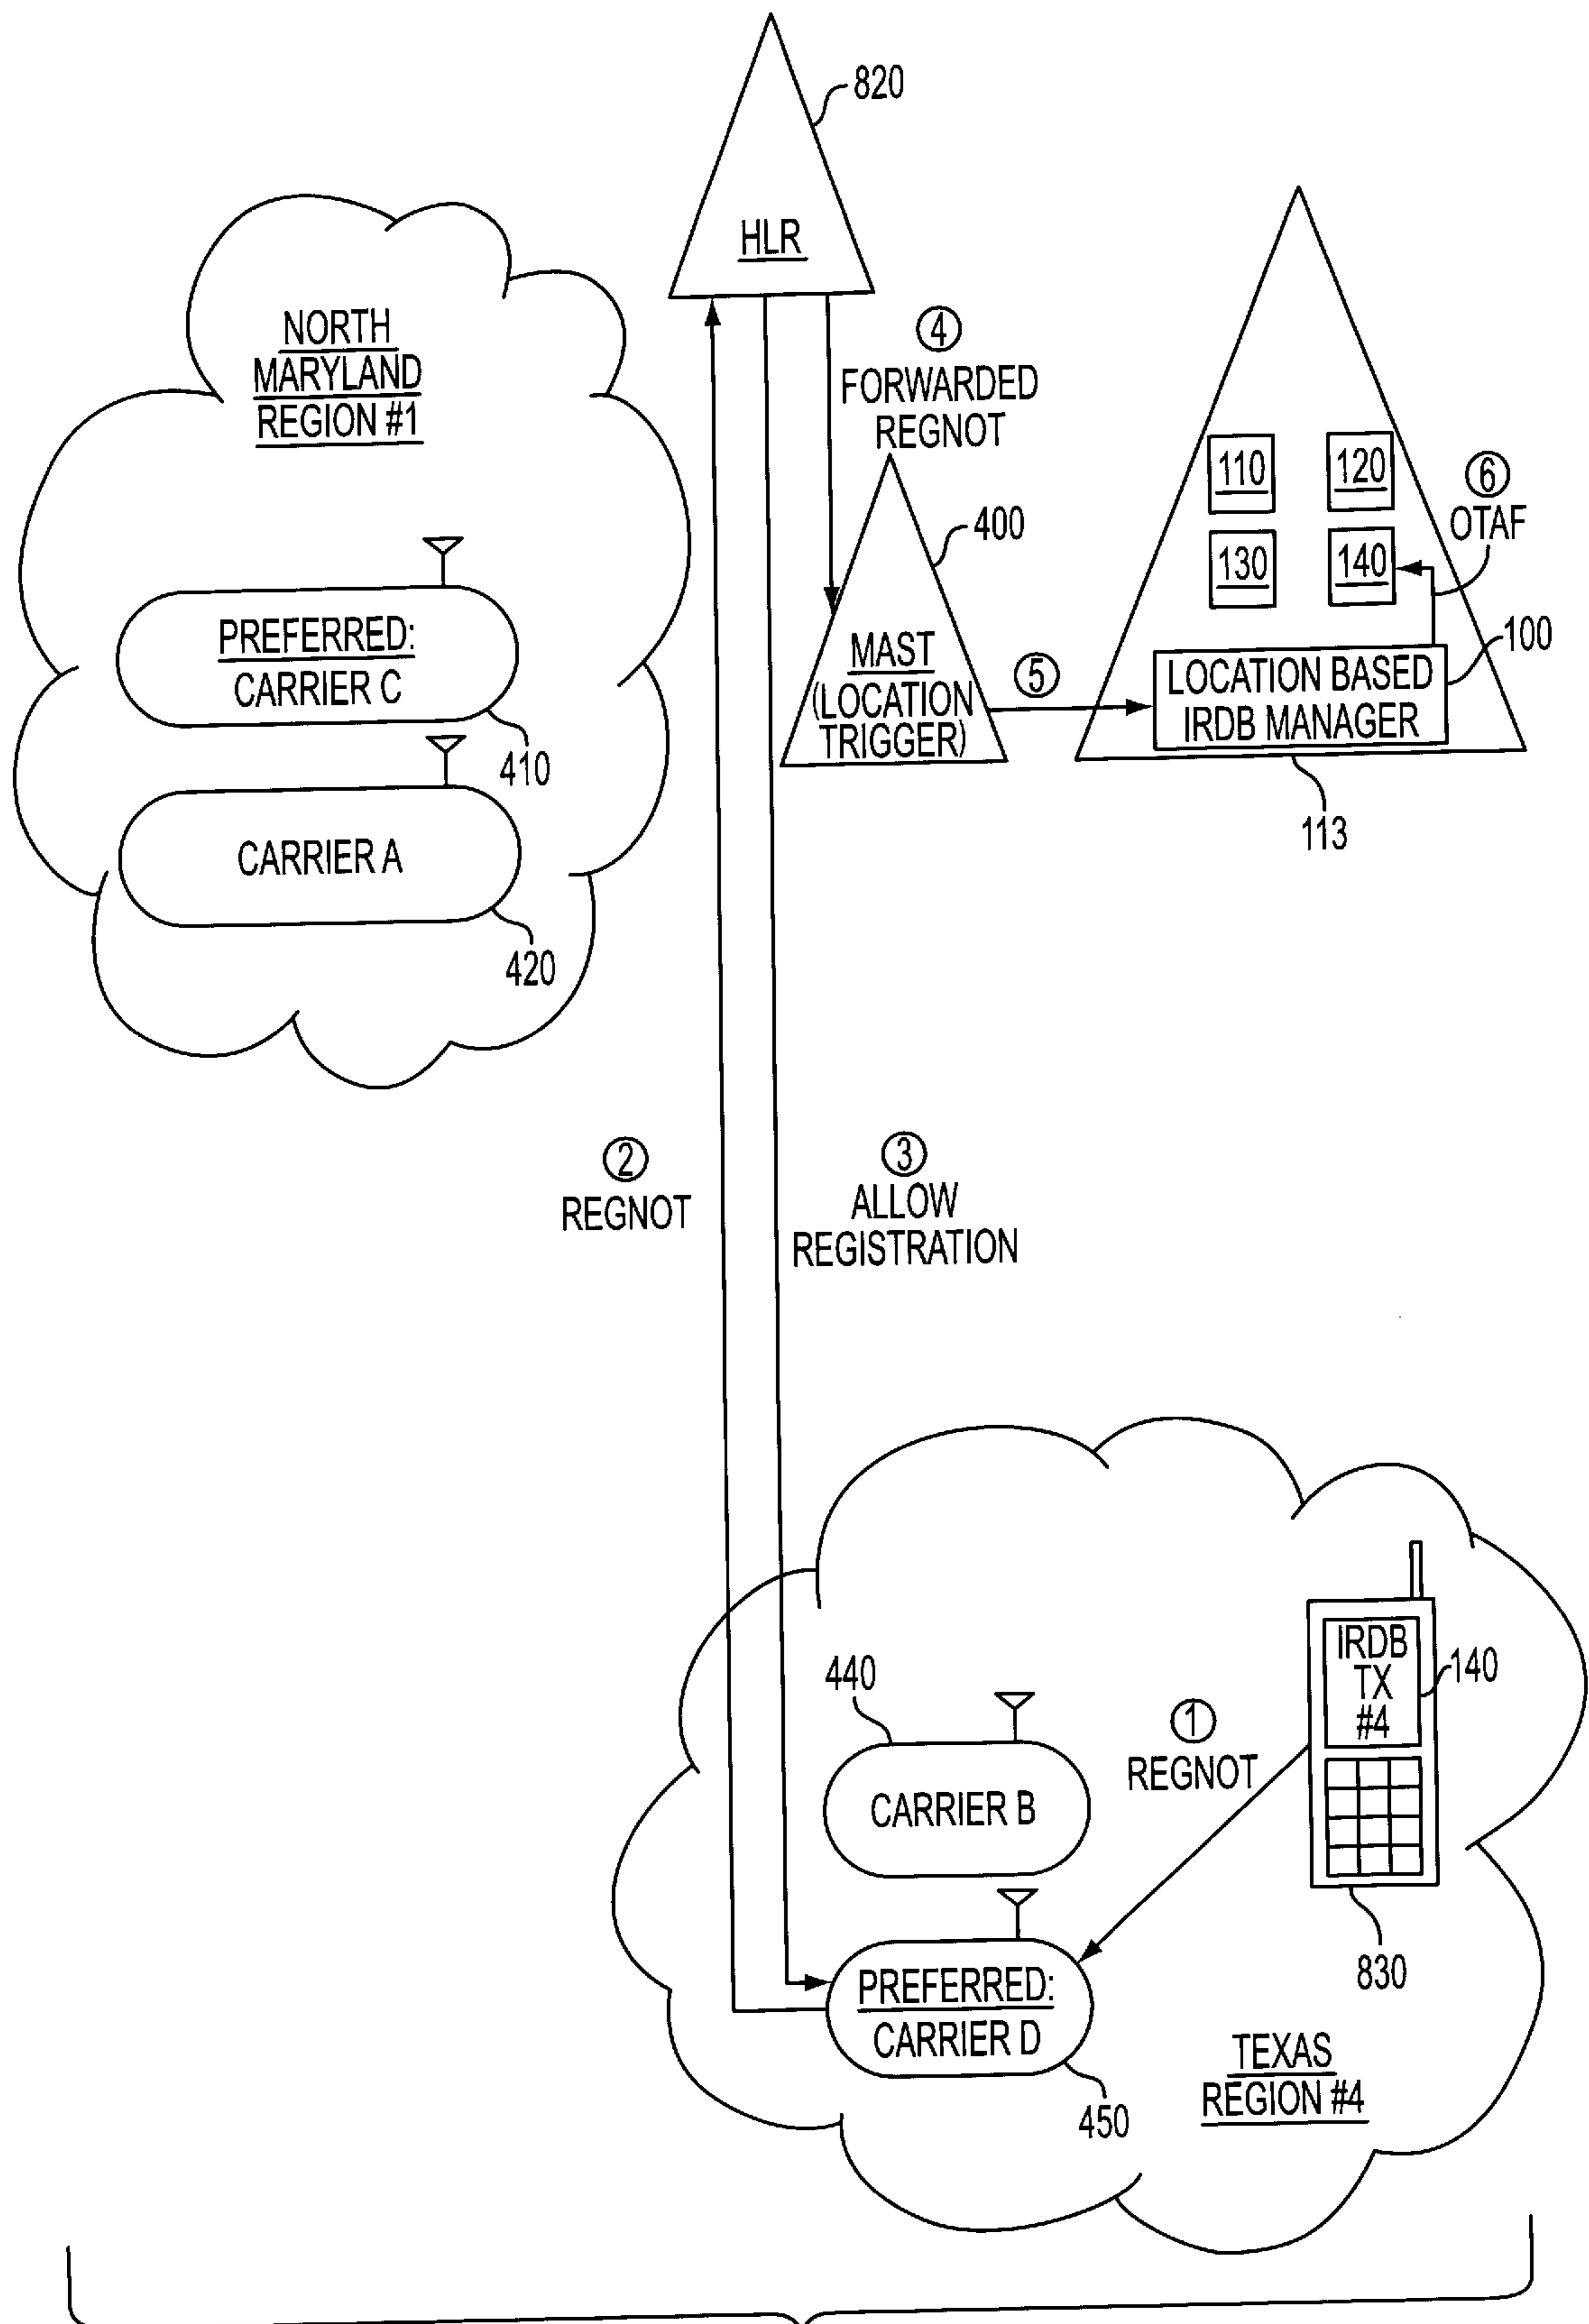 820
HLR
NORTH
MARYLAND
REGION #1
4
FORWARDED
REGNOT
400
110
120
6
OTAF
130
140
PREFERRED:
CARRIER C
410
MAST
(LOCATION
TRIGGER)
5
100
LOCATION BASED
IRDB MANAGER
113
CARRIER A
420
2
REGNOT
3
ALLOW
REGISTRATION
440
CARRIER B
1
REGNOT
IRDB
TX
#4
140
830
PREFERRED:
CARRIER D
450
TEXAS
REGION #4